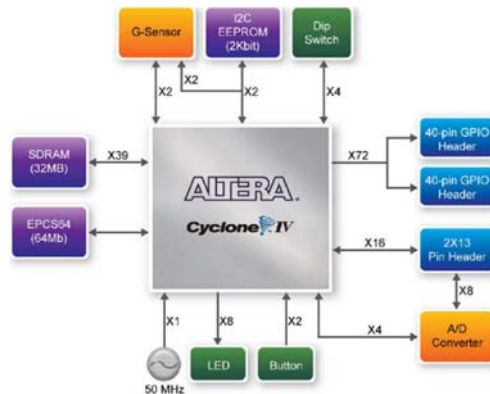 G-Sensor
I2C
EEPROM
(2Kbit)
Dip
Switch
X2
X2
X2
X4
SDRAM
(32MB)
X39
EPCS64
(64Mb)
ALTERA.
Cyclone IV
X72
40-pin GPIO
Header
40-pin GPIO
Header
X16
2X13
Pin Header
X8
X4
A/D
Converter
X1
X8
X2
50 MHz
LED
Button